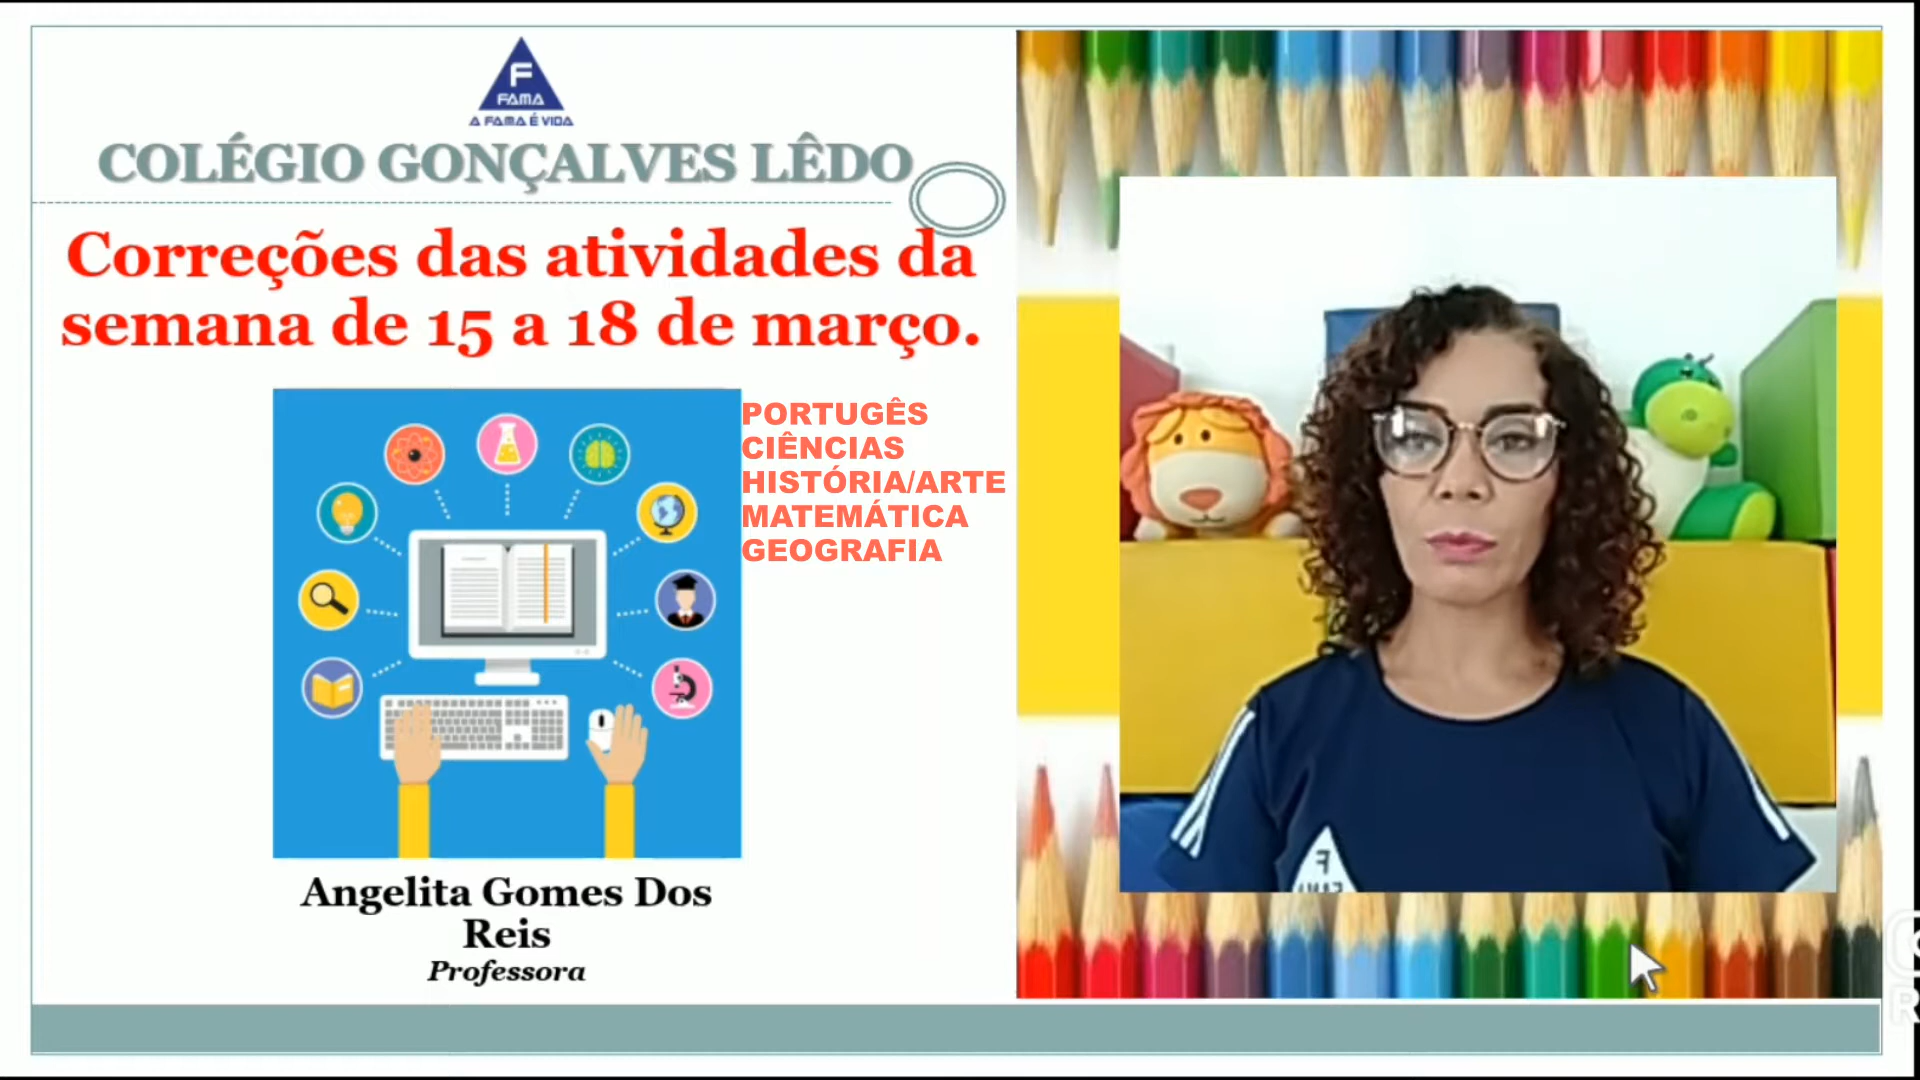 F
FAMA
A FAMA É VIDA
COLÉGIO GONÇALVES LÊDO
Correções das atividades da
semana de 15 a 18 de março.
PORTUGÊS
CIÊNCIAS
HISTÓRIA/ARTE
MATEMÁTICA
GEOGRAFIA
Angelita Gomes Dos
Reis
Professora
F